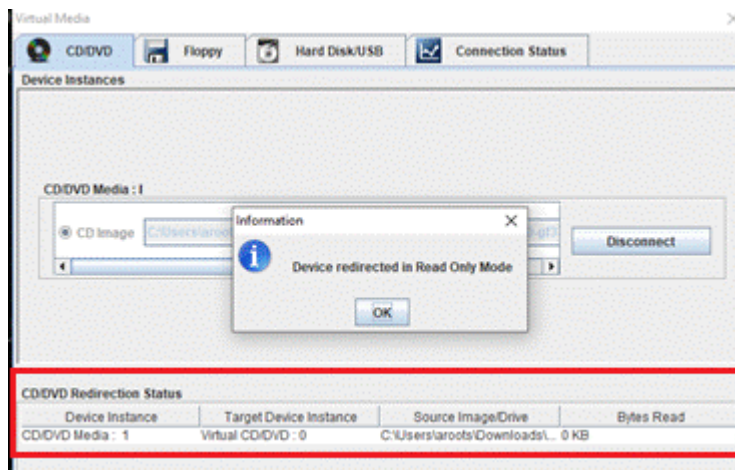 Virtual Media
CD/DVD Floppy Hard Disk/USB Connection Status
Device Instances
CD/DVD Media : I
CD Image
Disconnect
Information
Device redirected in Read Only Mode
OK
CD/DVD Redirection Status
Device Instance Target Device Instance Source Image/Drive Bytes Read
CD/DVD Media : 1 Virtual CD/DVD : 0 C:\Users\aroots\Downloads\... 0 KB